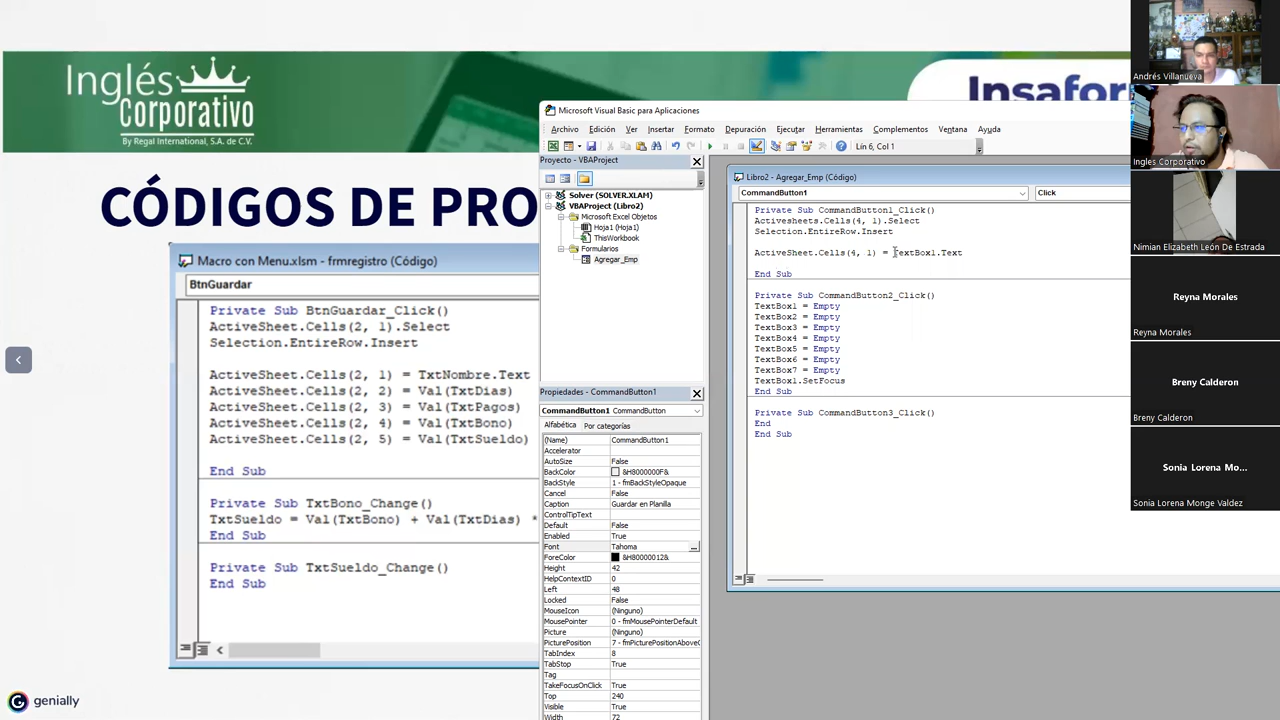 Inglés
Corporativo
By Regal International, S.A. de C.V.
Insafor
CÓDIGOS DE PRO
Macro con Menu.xlsm - frmregistro (Código)
BtnGuardar
Private Sub BtnGuardar_Click()
ActiveSheet.Cells(2, 1).Select
Selection.EntireRow.Insert
ActiveSheet.Cells(2, 1) = TxtNombre.Text
ActiveSheet.Cells(2, 2) = Val(TxtDias)
ActiveSheet.Cells(2, 3) = Val(TxtPagos)
ActiveSheet.Cells(2, 4) = Val(TxtBono)
ActiveSheet.Cells(2, 5) = Val(TxtSueldo)
End Sub
Private Sub TxtBono_Change()
TxtSueldo = Val(TxtBono) + Val(TxtDias) *
End Sub
Private Sub TxtSueldo_Change()
End Sub
genially
Microsoft Visual Basic para Aplicaciones
Archivo Edición Ver Insertar Formato Depuración Ejecutar Herramientas Complementos Ventana Ayuda
Lín 6, Col 1
Proyecto - VBAProject
Solver (SOLVER.XLAM)
VBAProject (Libro2)
Microsoft Excel Objetos
Hoja1 (Hoja1)
ThisWorkbook
Formularios
Agregar_Emp
Propiedades - CommandButton1
CommandButton1 CommandButton
Alfabética Por categorías
(Name) CommandButton1
Accelerator
AutoSize False
BackColor &H8000000F&
BackStyle 1 - fmBackStyleOpaque
Cancel False
Caption Guardar en Planilla
ControlTipText
Default False
Enabled True
Font Tahoma ...
ForeColor &H80000012&
Height 42
HelpContextID 0
Left 48
Locked False
MouseIcon (Ninguno)
MousePointer 0 - fmMousePointerDefault
Picture (Ninguno)
PicturePosition 7 - fmPicturePositionAboveC
TabIndex 8
TabStop True
Tag
TakeFocusOnClick True
Top 240
Visible True
Width 72
Libro2 - Agregar_Emp (Código)
CommandButton1 Click
Private Sub CommandButton1_Click()
Activesheets.Cells(4, 1).Select
Selection.EntireRow.Insert
ActiveSheet.Cells(4, 1) = TextBox1.Text
End Sub
Private Sub CommandButton2_Click()
TextBox1 = Empty
TextBox2 = Empty
TextBox3 = Empty
TextBox4 = Empty
TextBox5 = Empty
TextBox6 = Empty
TextBox7 = Empty
TextBox1.SetFocus
End Sub
Private Sub CommandButton3_Click()
End
End Sub
Andrés Villanueva
Ingles Corporativo
Nimian Elizabeth León De Estrada
Reyna Morales
Reyna Morales
Breny Calderon
Breny Calderon
Sonia Lorena Mo...
Sonia Lorena Monge Valdez